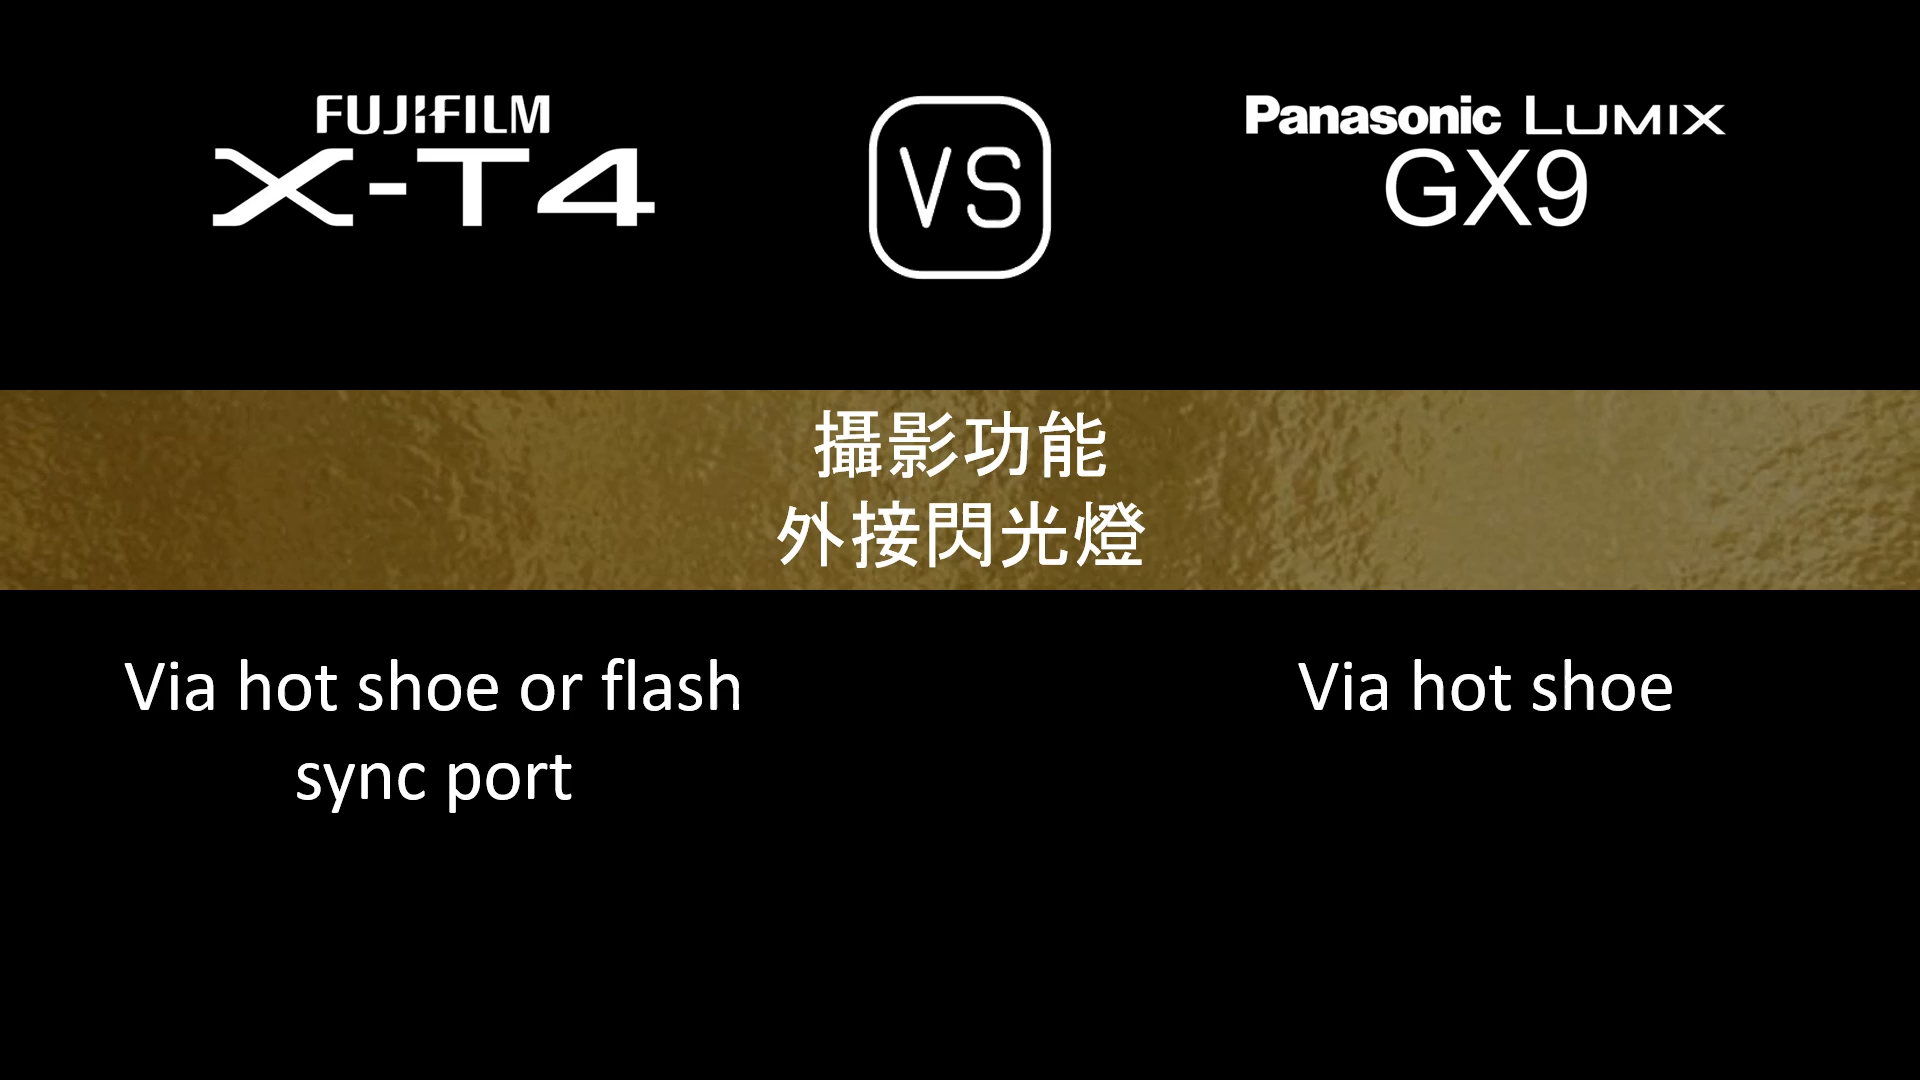 FUJIFILM
X-T4
VS
Panasonic LUMIX
GX9
攝影功能
外接閃光燈
Via hot shoe or flash
sync port
Via hot shoe